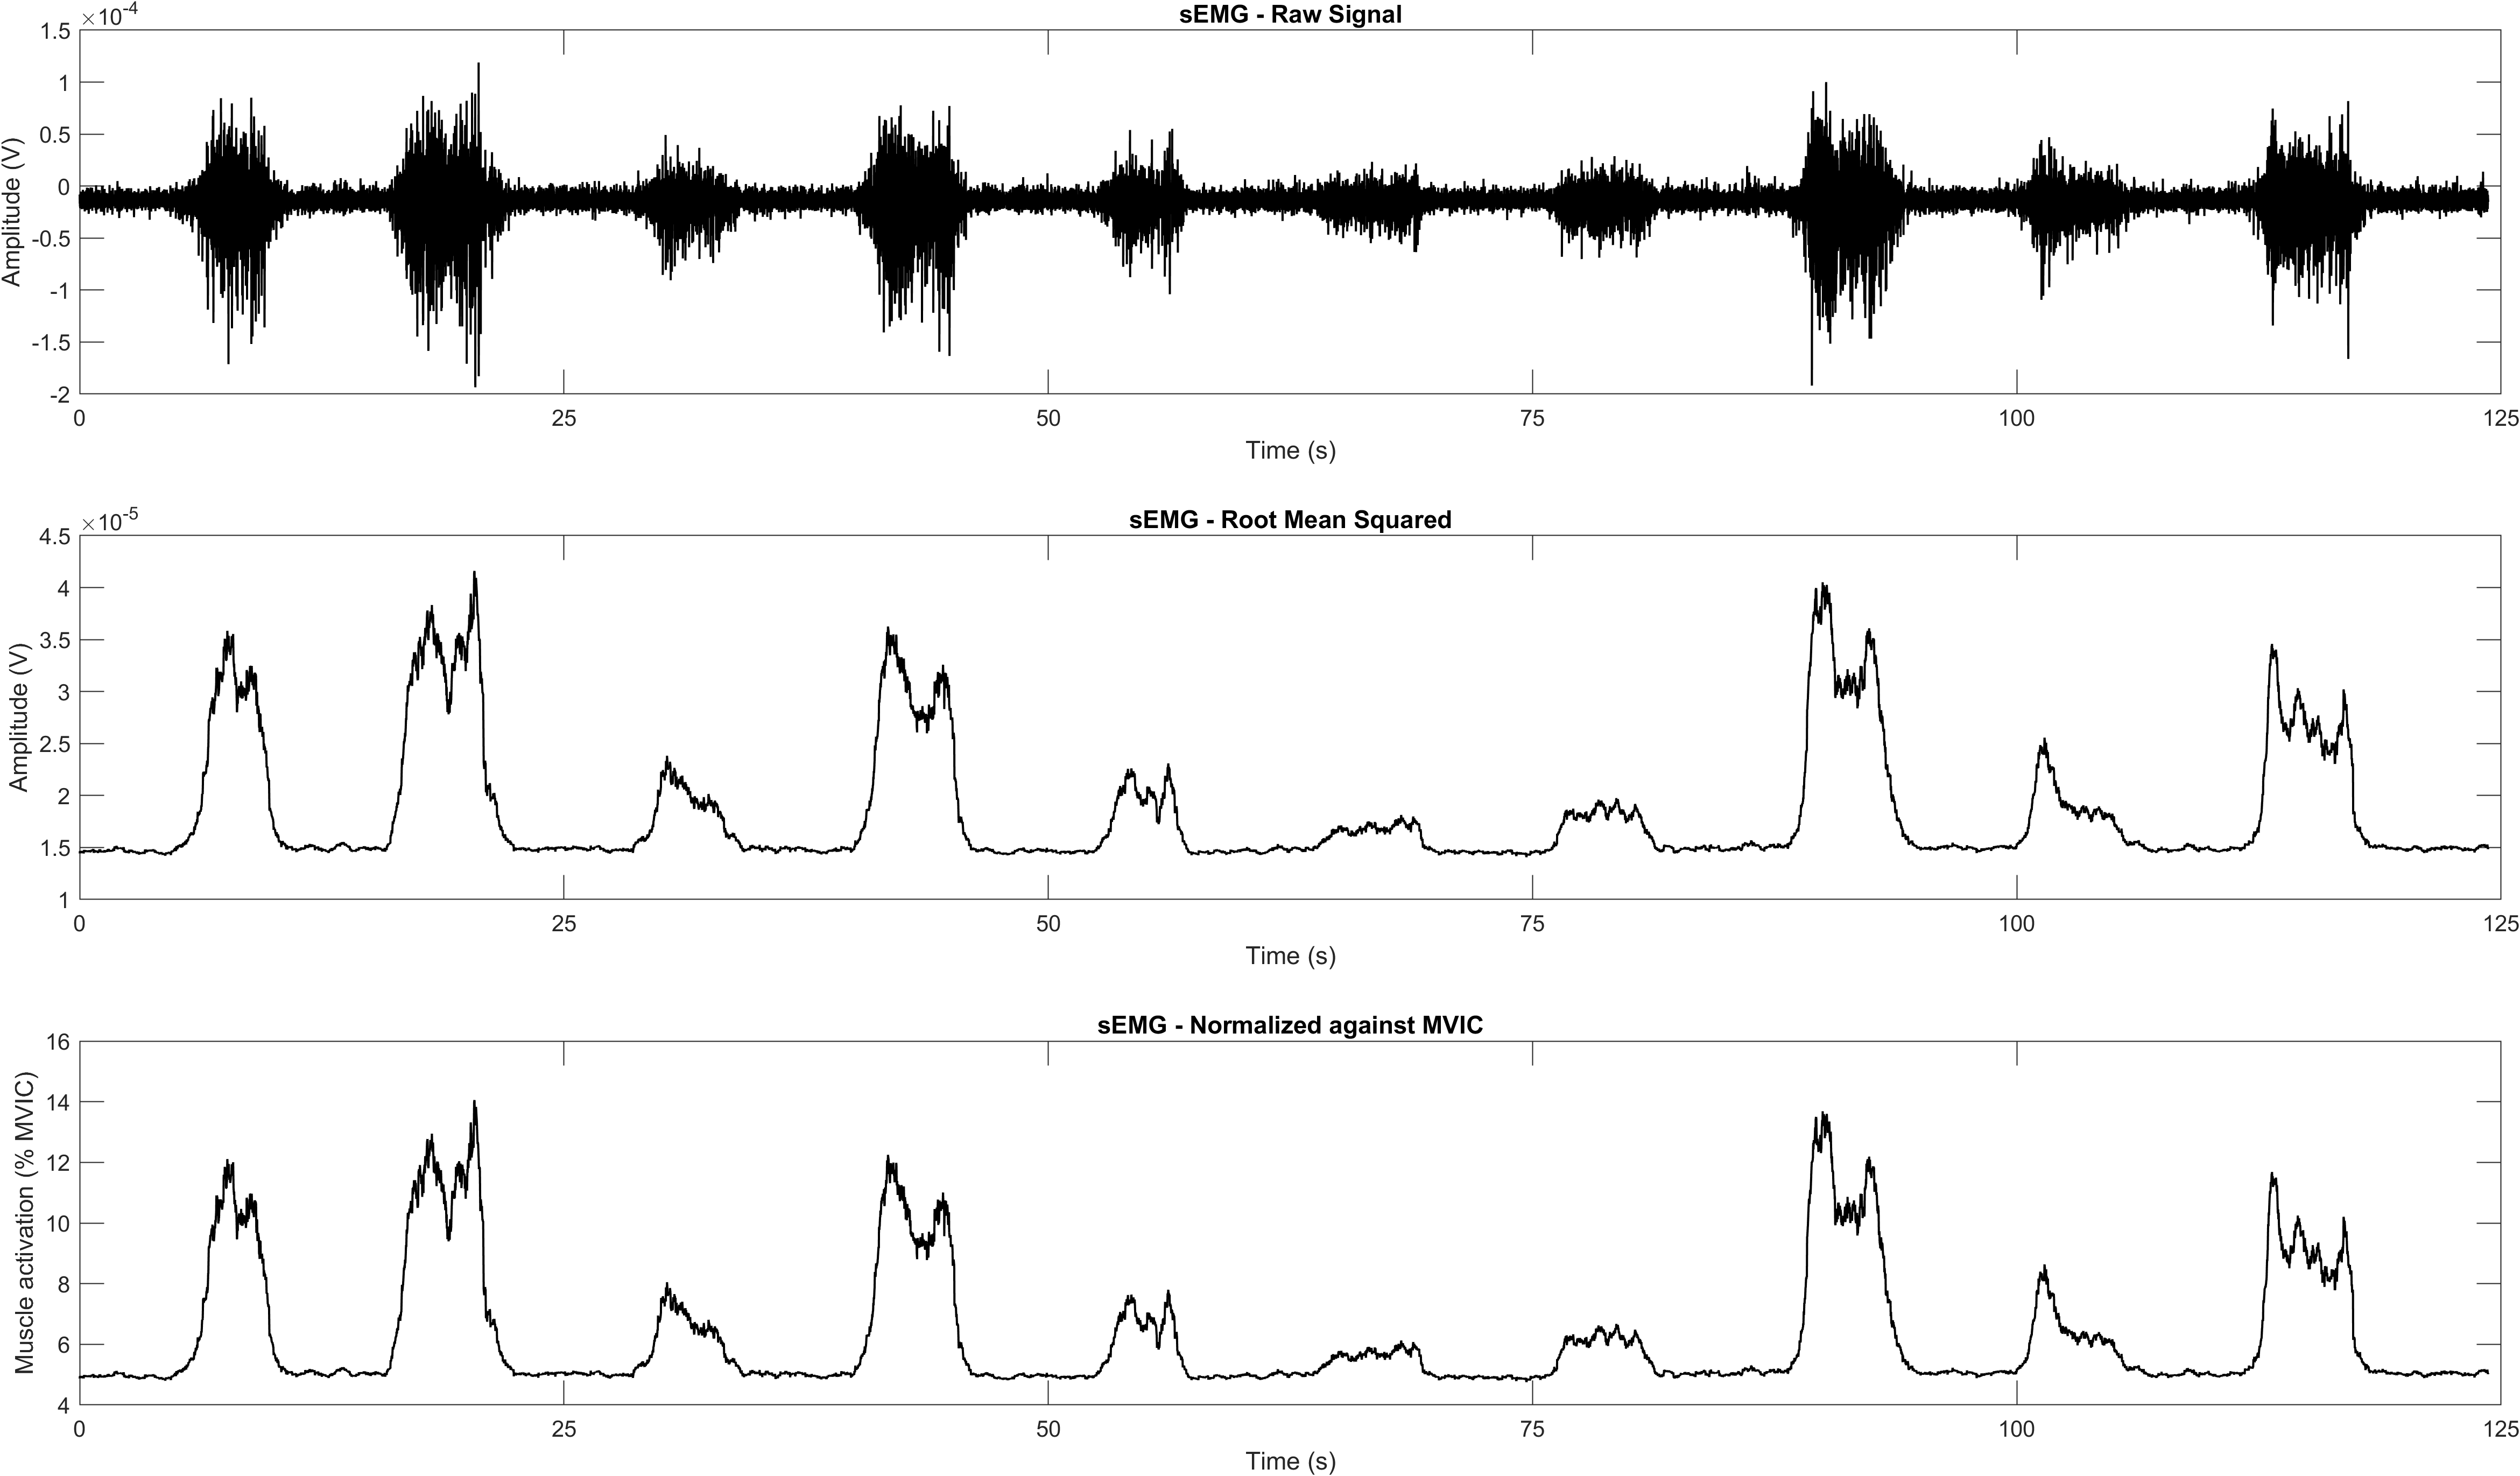 sEMG - Raw Signal
×10-4
1.5
1
0.5
0
-0.5
-1
-1.5
-2
Amplitude (V)
0 25 50 75 100 125
Time (s)
sEMG - Root Mean Squared
×10-5
4.5
4
3.5
3
2.5
2
1.5
1
Amplitude (V)
0 25 50 75 100 125
Time (s)
sEMG - Normalized against MVIC
16
14
12
10
8
6
4
Muscle activation (% MVIC)
0 25 50 75 100 125
Time (s)